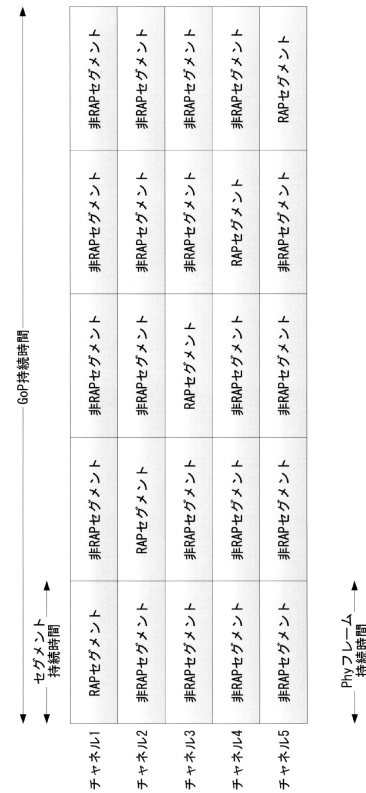 GoP持続時間
セグメント
持続時間
チャネル1 RAPセグメント 非RAPセグメント 非RAPセグメント 非RAPセグメント 非RAPセグメント
チャネル2 非RAPセグメント RAPセグメント 非RAPセグメント 非RAPセグメント 非RAPセグメント
チャネル3 非RAPセグメント 非RAPセグメント RAPセグメント 非RAPセグメント 非RAPセグメント
チャネル4 非RAPセグメント 非RAPセグメント 非RAPセグメント RAPセグメント 非RAPセグメント
チャネル5 非RAPセグメント 非RAPセグメント 非RAPセグメント 非RAPセグメント RAPセグメント
Phyフレーム
持続時間